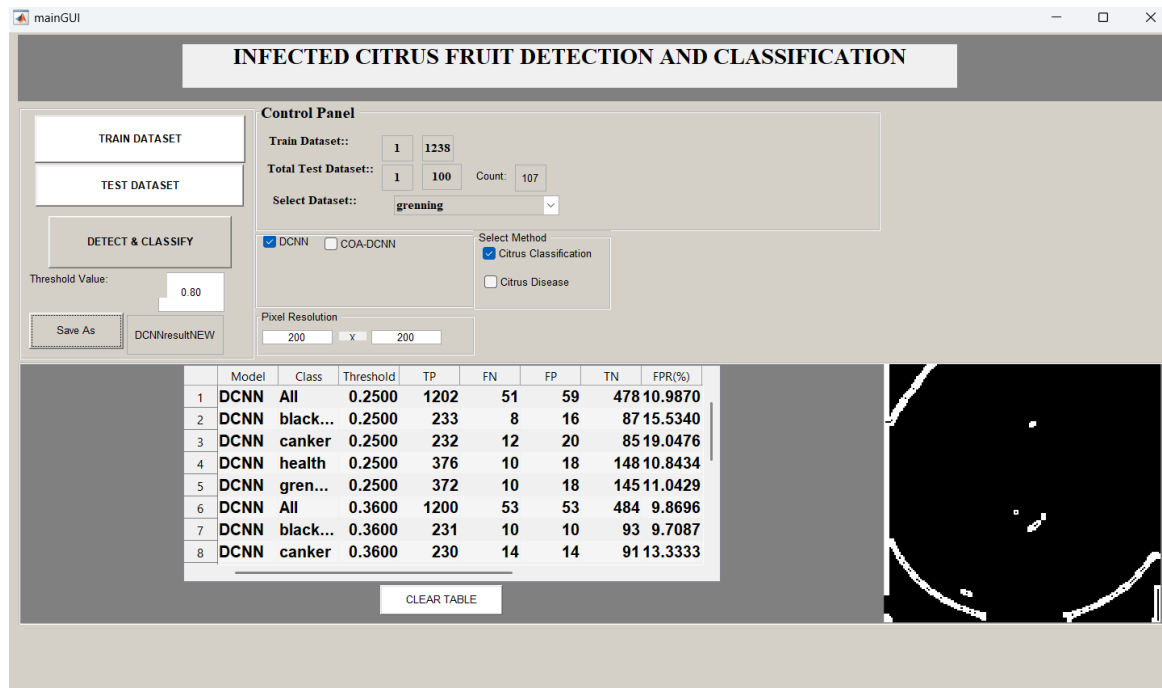 mainGUI
INFECTED CITRUS FRUIT DETECTION AND CLASSIFICATION
TRAIN DATASET
TEST DATASET
DETECT & CLASSIFY
Threshold Value:
0.80
Save As
DCNNresultNEW
Control Panel
Train Dataset:: 1 1238
Total Test Dataset:: 1 100 Count: 107
Select Dataset:: grenning
DCNN COA-DCNN
Select Method
Citrus Classification
Citrus Disease
Pixel Resolution
200 X 200
Model Class Threshold TP FN FP TN FPR(%)
1 DCNN All 0.2500 1202 51 59 478 10.9870
2 DCNN black... 0.2500 233 8 16 87 15.5340
3 DCNN canker 0.2500 232 12 20 85 19.0476
4 DCNN health 0.2500 376 10 18 148 10.8434
5 DCNN gren... 0.2500 372 10 18 145 11.0429
6 DCNN All 0.3600 1200 53 53 484 9.8696
7 DCNN black... 0.3600 231 10 10 93 9.7087
8 DCNN canker 0.3600 230 14 14 91 13.3333
CLEAR TABLE